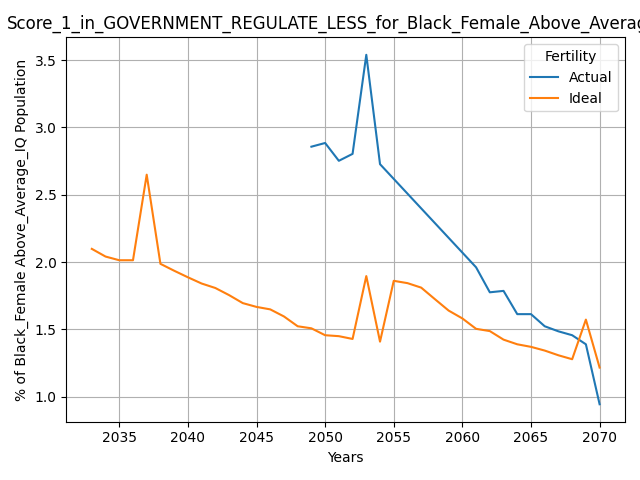 Score_1_in_GOVERNMENT_REGULATE_LESS_for_Black_Female_Above_Averag
Fertility
Actual
Ideal
% of Black_Female Above_Average_IQ Population
3.5
3.0
2.5
2.0
1.5
1.0
2035 2040 2045 2050 2055 2060 2065 2070
Years